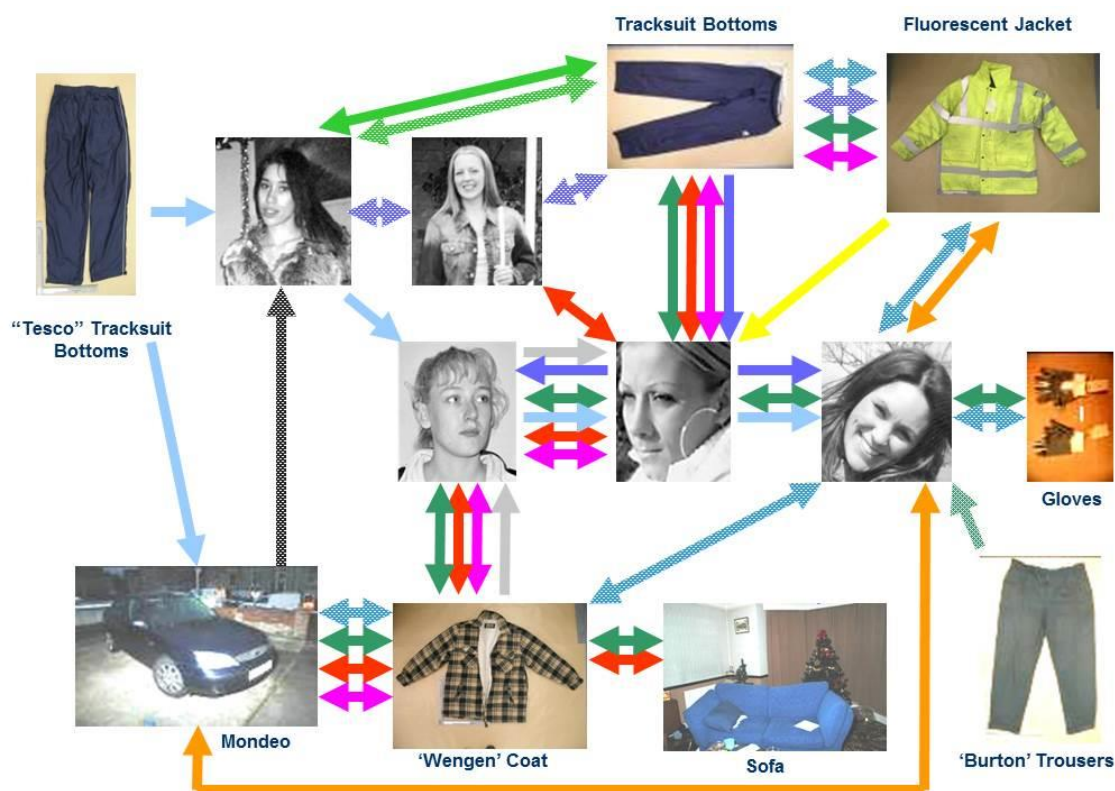 Tracksuit Bottoms
Fluorescent Jacket
“Tesco” Tracksuit
Bottoms
Gloves
Mondeo
‘Wengen’ Coat
Sofa
‘Burton’ Trousers